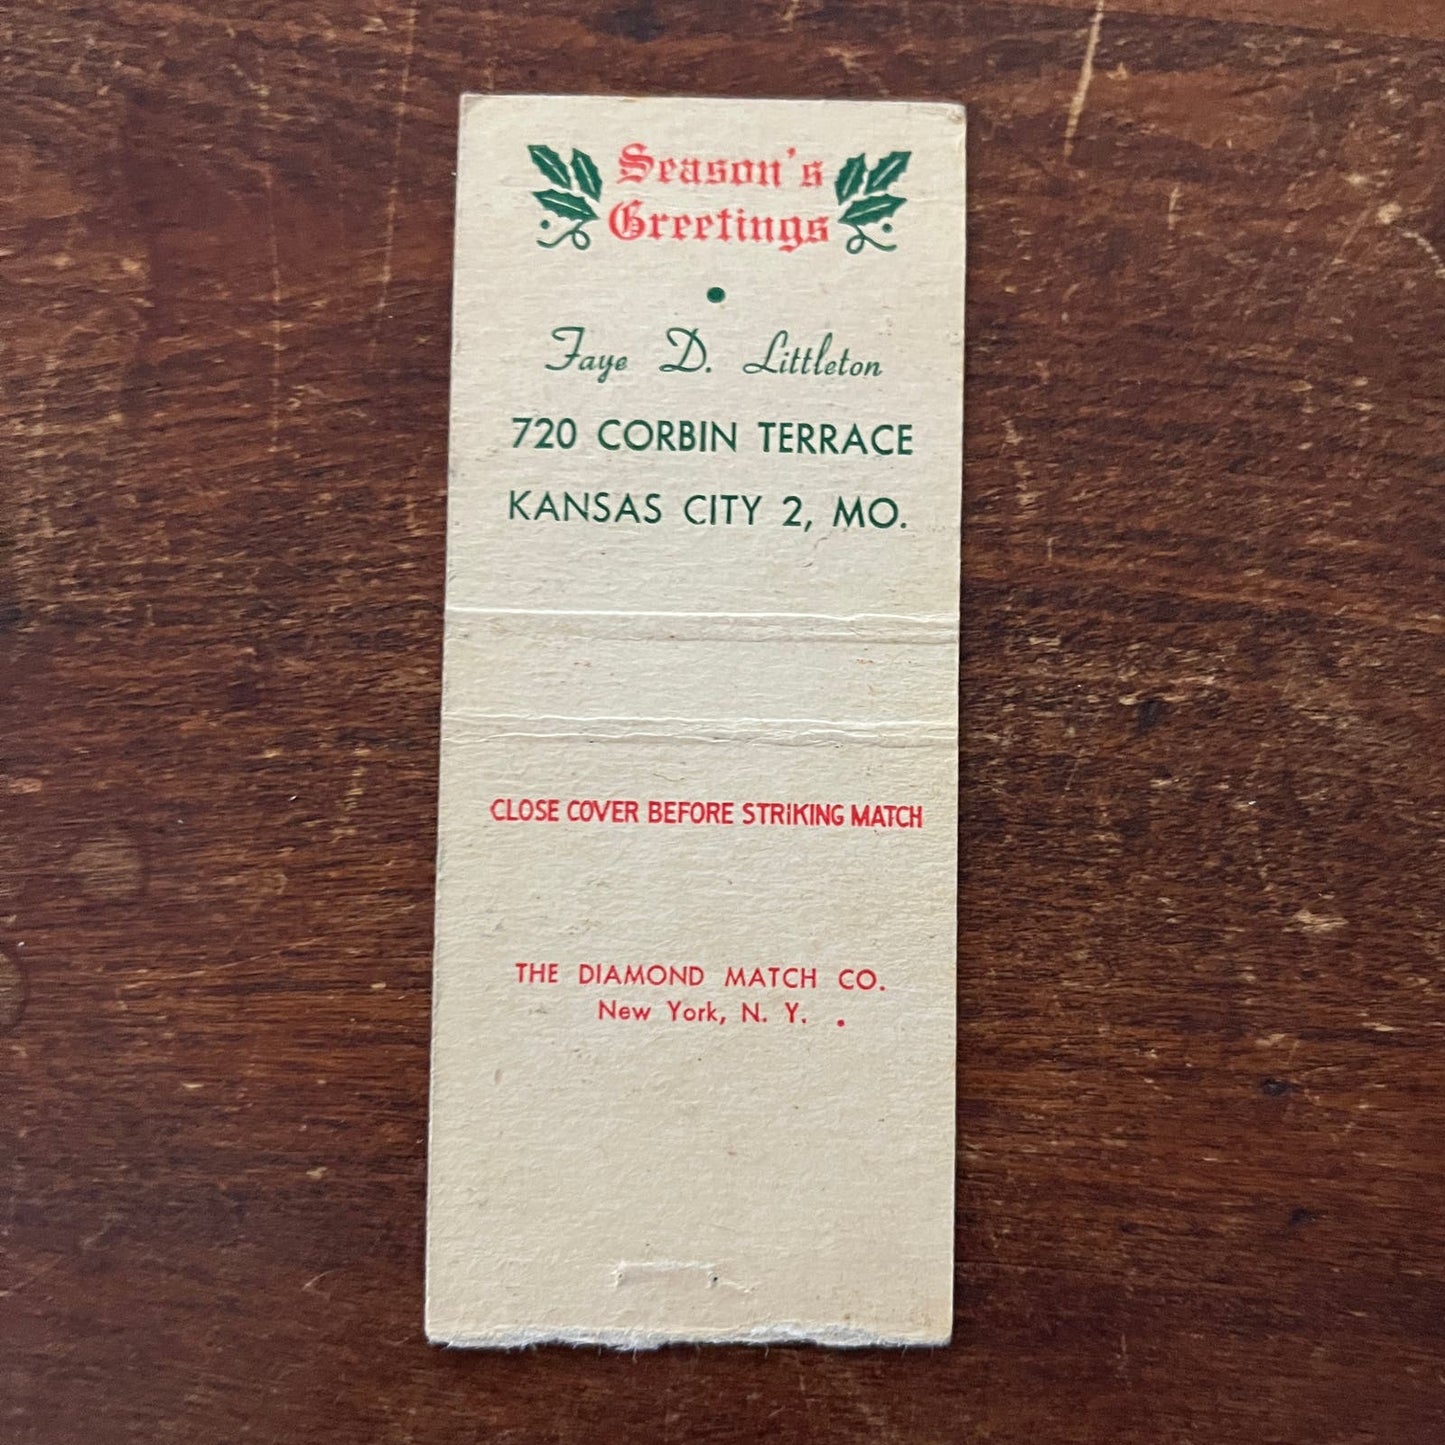 Season's
Greetings
Faye D. Littleton
720 CORBIN TERRACE
KANSAS CITY 2, MO.
CLOSE COVER BEFORE STRIKING MATCH
THE DIAMOND MATCH CO.
New York, N. Y.